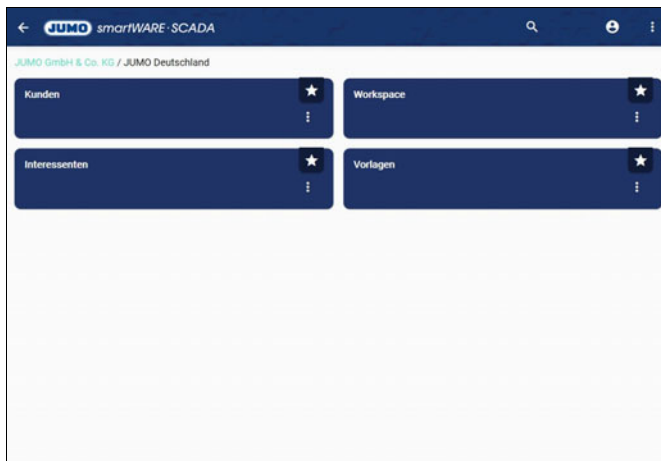 JUMO smartWARE·SCADA
JUMO GmbH & Co. KG / JUMO Deutschland
Kunden
Workspace
Interessenten
Vorlagen